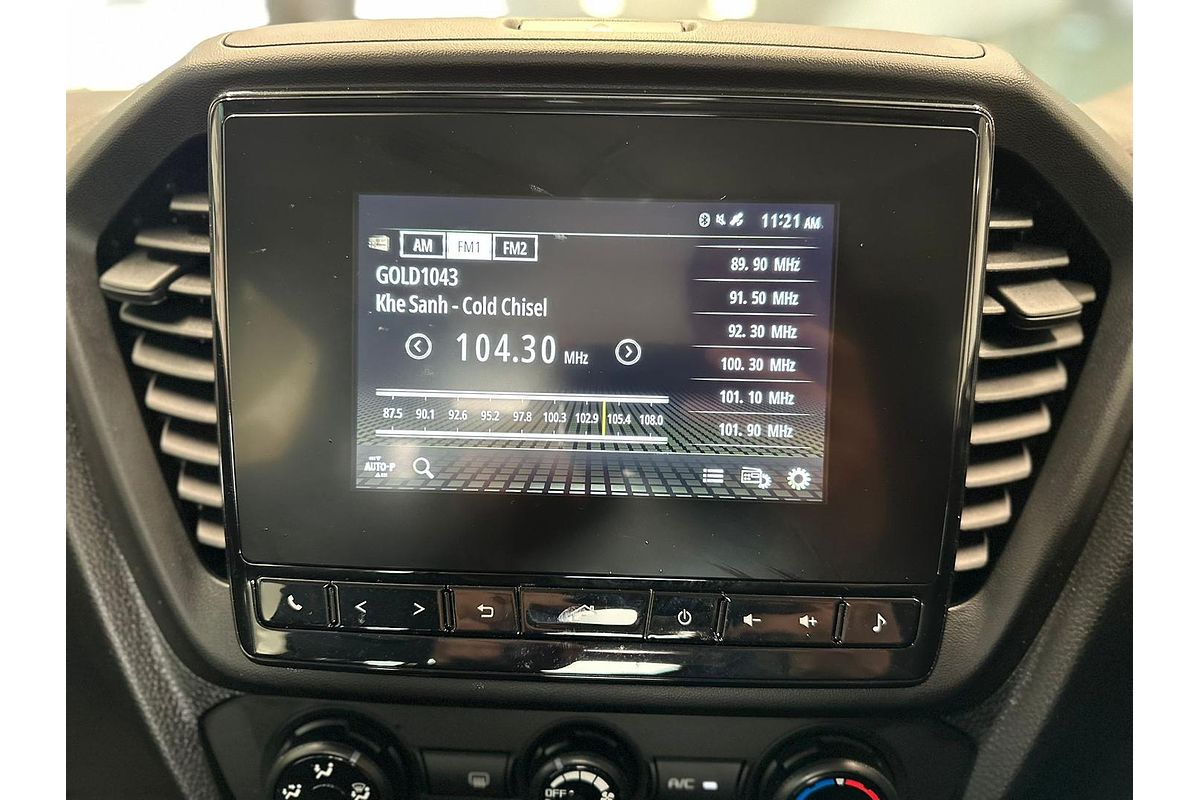 11:21 AM
AM FM1 FM2
GOLD1043
Khe Sanh - Cold Chisel
104.30 MHz
87.5 90.1 92.6 95.2 97.8 100.3 102.9 105.4 108.0
AUTO-P
89.90 MHz
91.50 MHz
92.30 MHz
100.30 MHz
101.10 MHz
101.90 MHz
OFF
A/C